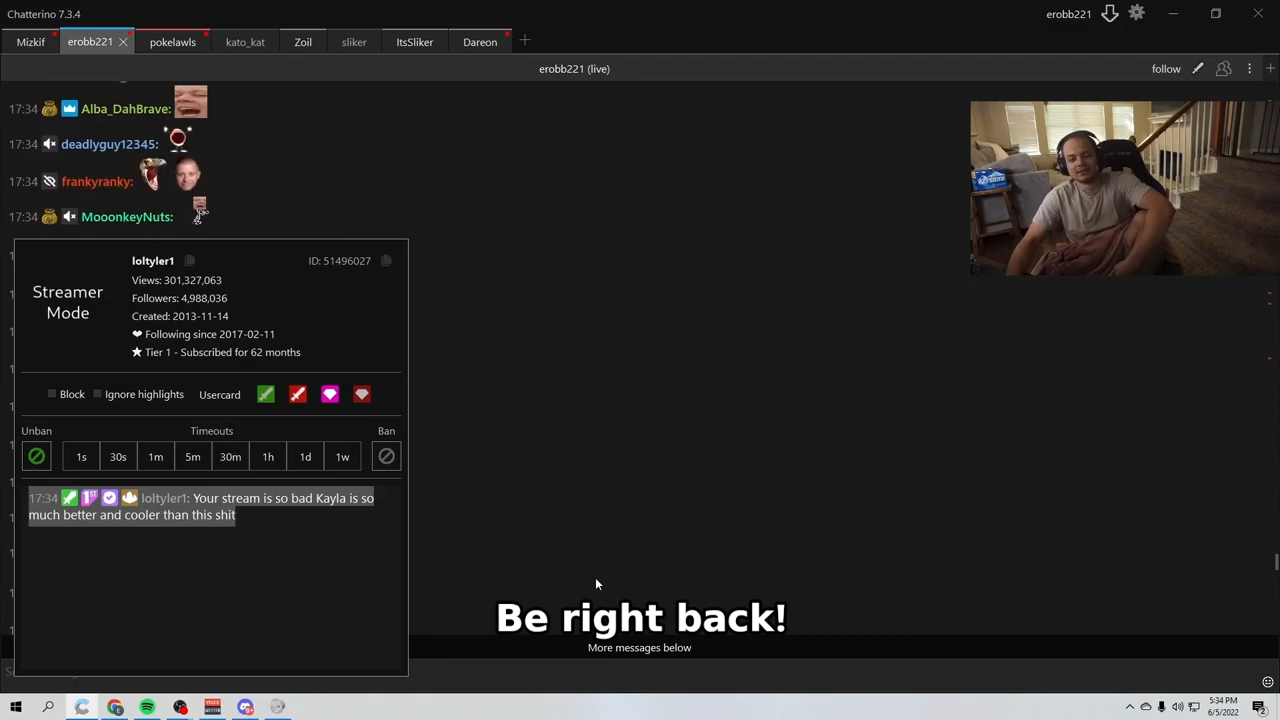 Chatterino 7.3.4
erobb221
Mizkif
erobb221
pokelawls
kato_kat
Zoil
sliker
ItsSliker
Dareon
erobb221 (live)
follow
17:34 Alba_DahBrave:
17:34 deadlyguy12345:
17:34 frankyranky:
17:34 MooonkeyNuts:
loltyler1
ID: 51496027
Views: 301,327,063
Followers: 4,988,036
Created: 2013-11-14
Following since 2017-02-11
Tier 1 - Subscribed for 62 months
Streamer
Mode
Block
Ignore highlights
Usercard
Unban
Timeouts
Ban
1s
30s
1m
5m
30m
1h
1d
1w
17:34 1ST loltyler1: Your stream is so bad Kayla is so
much better and cooler than this shit
Be right back!
More messages below
5:34 PM
6/5/2022
2